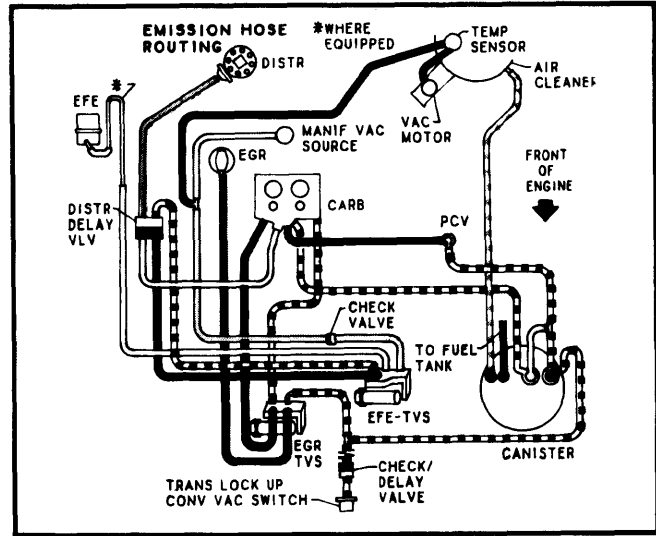 EMISSION HOSE
ROUTING
*WHERE
EQUIPPED
TEMP
SENSOR
DISTR
AIR
CLEANER
*
EFE
VAC
MOTOR
MANIF VAC
SOURCE
EGR
FRONT
OF
ENGINE
CARB
DISTR
DELAY
VLV
PCV
CHECK
VALVE
TO FUEL
TANK
EFE-TVS
EGR
TVS
CANISTER
CHECK/
DELAY
VALVE
TRANS LOCK UP
CONV VAC SWITCH